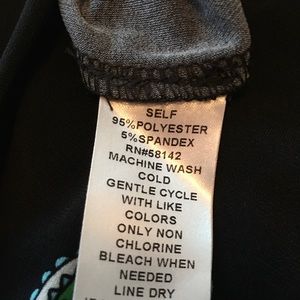 SELF
95%POLYESTER
5%SPANDEX
RN#58142
MACHINE WASH
COLD
GENTLE CYCLE
WITH LIKE
COLORS
ONLY NON
CHLORINE
BLEACH WHEN
NEEDED
LINE DRY